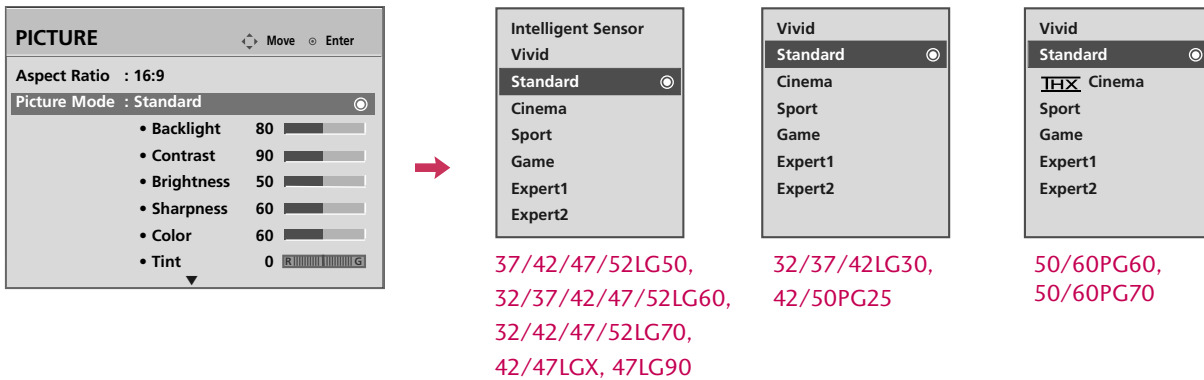 PICTURE
Move Enter
Aspect Ratio : 16:9
Picture Mode : Standard
• Backlight 80
• Contrast 90
• Brightness 50
• Sharpness 60
• Color 60
• Tint 0 R G
Intelligent Sensor
Vivid
Standard
Cinema
Sport
Game
Expert1
Expert2
37/42/47/52LG50,
32/37/42/47/52LG60,
32/42/47/52LG70,
42/47LGX, 47LG90
Vivid
Standard
Cinema
Sport
Game
Expert1
Expert2
32/37/42LG30,
42/50PG25
Vivid
Standard
THX Cinema
Sport
Game
Expert1
Expert2
50/60PG60,
50/60PG70